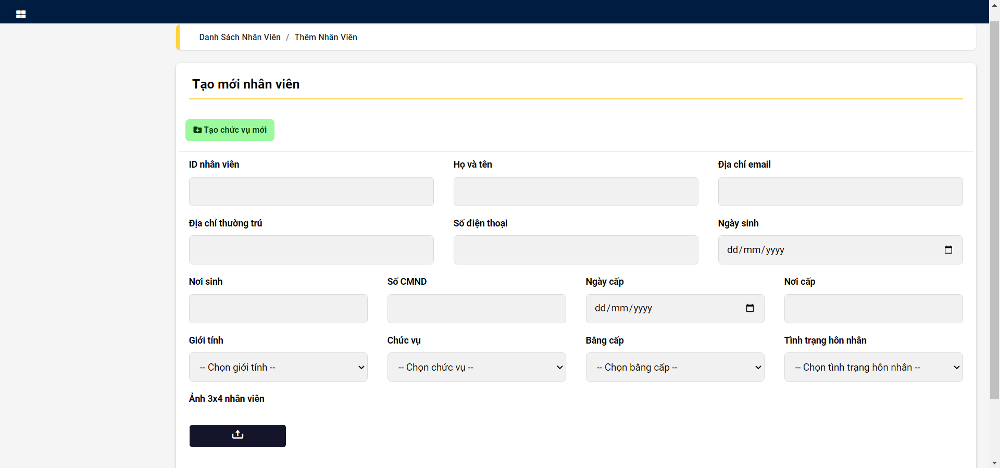 Danh Sách Nhân Viên / Thêm Nhân Viên
Tạo mới nhân viên
Tạo chức vụ mới
ID nhân viên Họ và tên Địa chỉ email
Địa chỉ thường trú Số điện thoại Ngày sinh
dd/mm/yyyy
Nơi sinh Số CMND Ngày cấp Nơi cấp
dd/mm/yyyy
Giới tính Chức vụ Bằng cấp Tình trạng hôn nhân
-- Chọn giới tính -- -- Chọn chức vụ -- -- Chọn bằng cấp -- -- Chọn tình trạng hôn nhân --
Ảnh 3x4 nhân viên